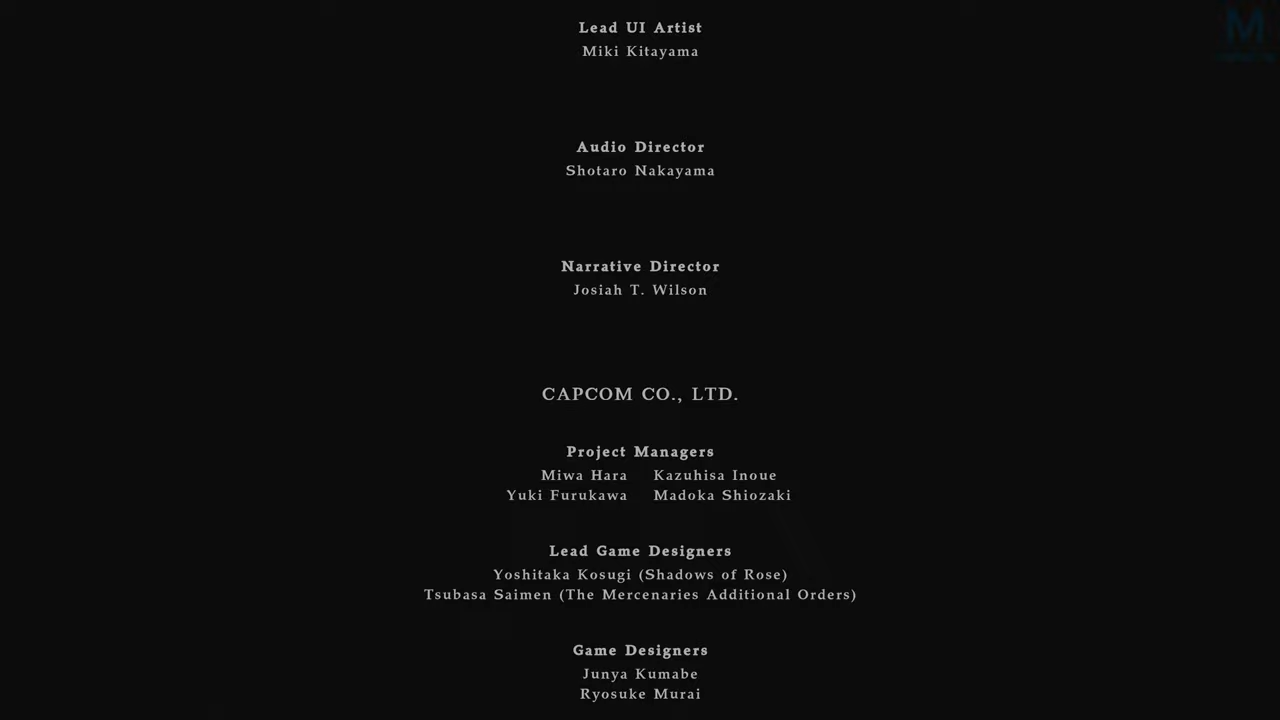 Lead UI Artist
Miki Kitayama
Audio Director
Shotaro Nakayama
Narrative Director
Josiah T. Wilson
CAPCOM CO., LTD.
Project Managers
Miwa Hara Kazuhisa Inoue
Yuki Furukawa Madoka Shiozaki
Lead Game Designers
Yoshitaka Kosugi (Shadows of Rose)
Tsubasa Saimen (The Mercenaries Additional Orders)
Game Designers
Junya Kumabe
Ryosuke Murai
M